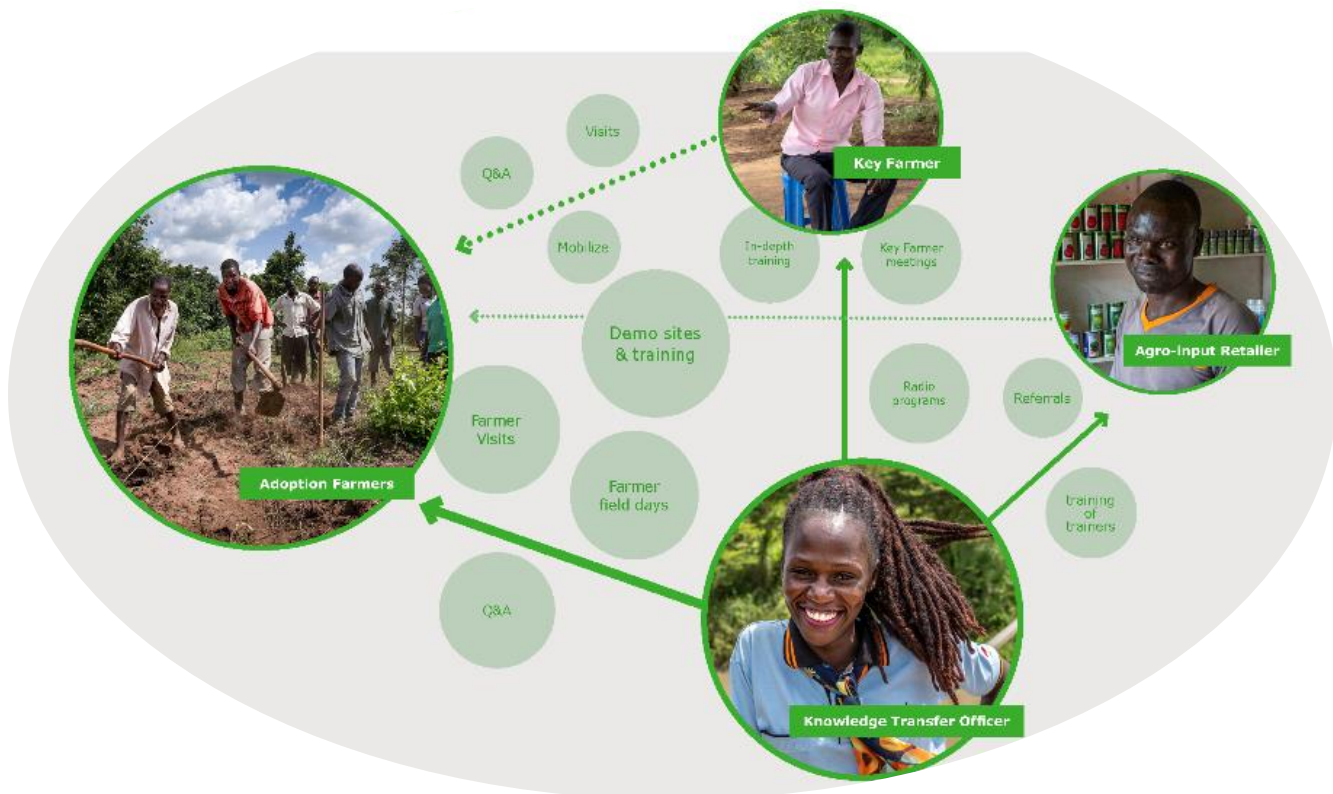 Visits
Key Farmer
Q&A
Mobilize
In-depth
training
Key Farmer
meetings
Demo sites
& training
Agro-input Retailer
Radio
programs
Referrals
Farmer
Visits
Adoption Farmers
Farmer
field days
training
of
trainers
Q&A
Knowledge Transfer Officer